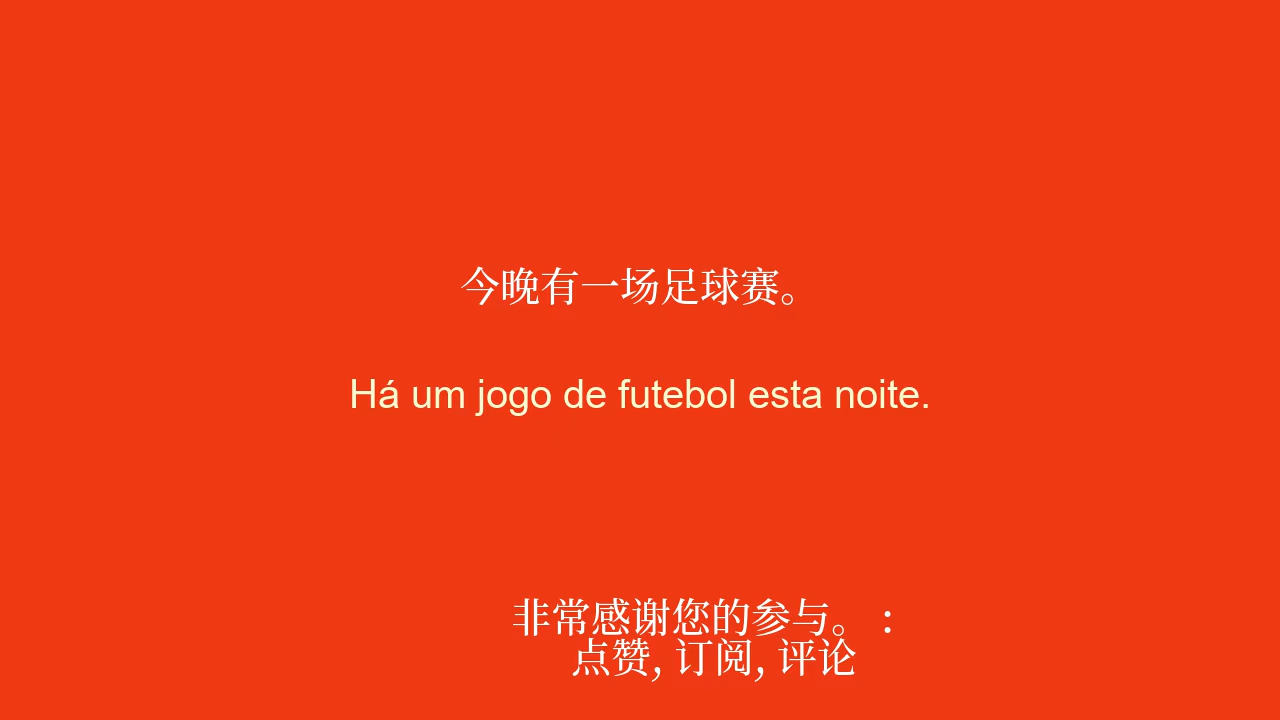 今晚有一场足球赛。
Há um jogo de futebol esta noite.
非常感谢您的参与。 :
点赞, 订阅, 评论